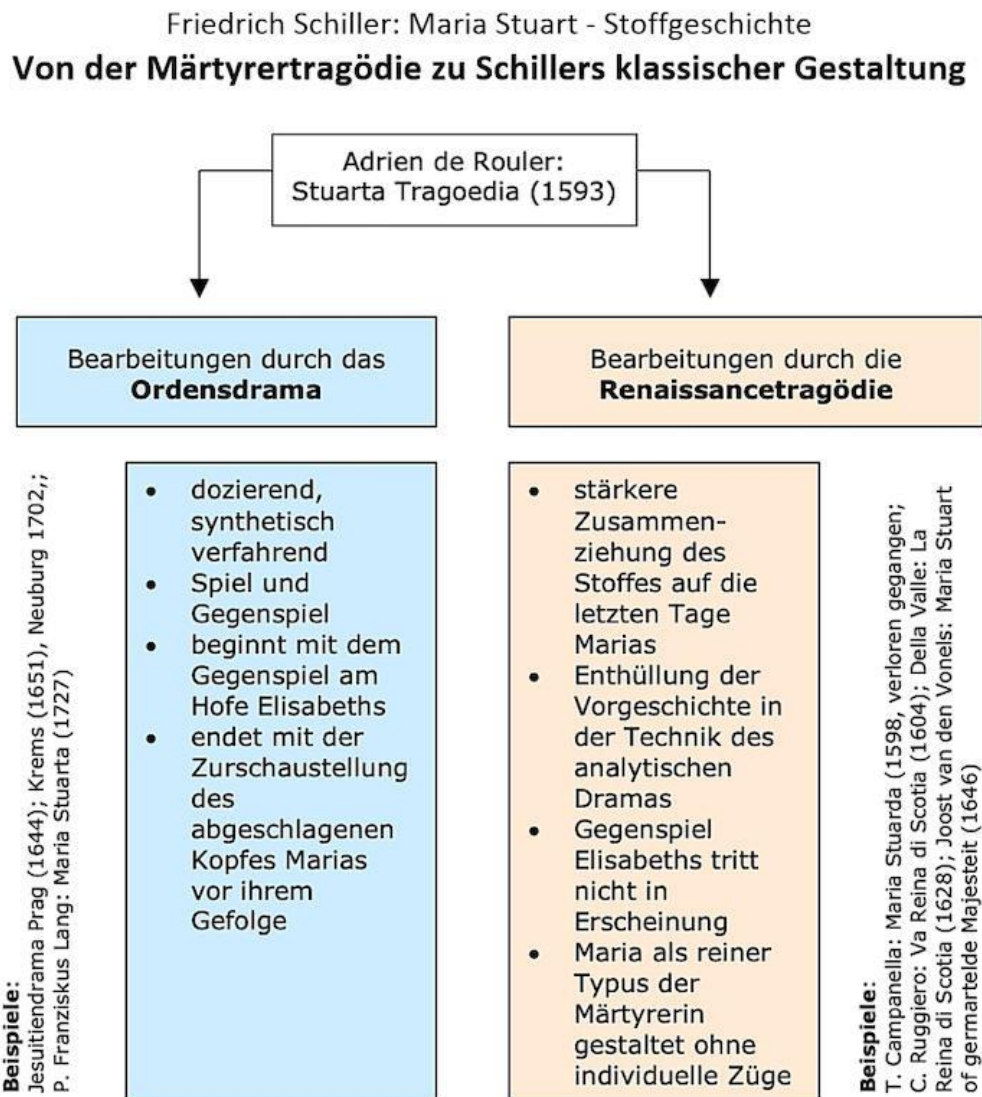 Friedrich Schiller: Maria Stuart - Stoffgeschichte
Von der Märtyrertragödie zu Schillers klassischer Gestaltung
Adrien de Rouler:
Stuarta Tragoedia (1593)
Bearbeitungen durch das
Ordensdrama
Bearbeitungen durch die
Renaissancetragödie
Beispiele:
Jesuitiendrama Prag (1644); Krems (1651), Neuburg 1702,;
P. Franziskus Lang: Maria Stuarta (1727)
• dozierend,
synthetisch
verfahrend
• Spiel und
Gegenspiel
• beginnt mit dem
Gegenspiel am
Hofe Elisabeths
• endet mit der
Zurschaustellung
des
abgeschlagenen
Kopfes Marias
vor ihrem
Gefolge
• stärkere
Zusammen-
ziehung des
Stoffes auf die
letzten Tage
Marias
• Enthüllung der
Vorgeschichte in
der Technik des
analytischen
Dramas
• Gegenspiel
Elisabeths tritt
nicht in
Erscheinung
• Maria als reiner
Typus der
Märtyrerin
gestaltet ohne
individuelle Züge
Beispiele:
T. Campanella: Maria Stuarda (1598, verloren gegangen;
C. Ruggiero: Va Reina di Scotia (1604); Della Valle: La
Reina di Scotia (1628); Joost van den Vonels: Maria Stuart
of germartelde Majesteit (1646)